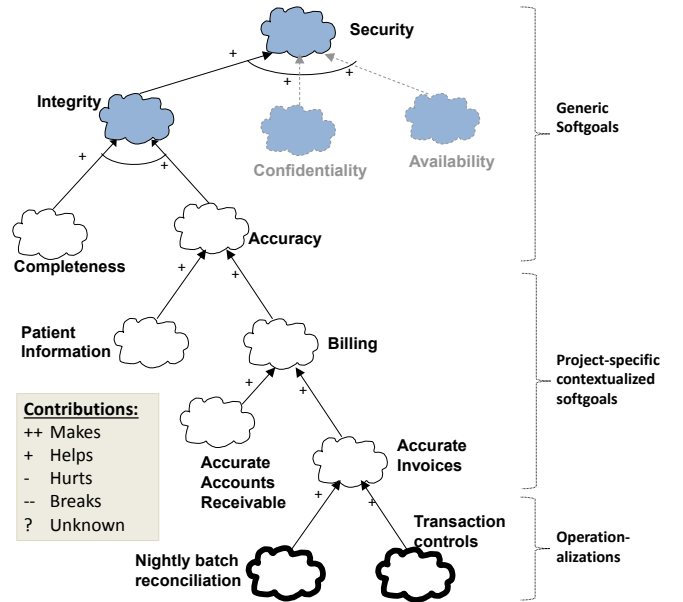 Security
+
+
+
Integrity
Generic
Softgoals
Confidentiality
Availability
+
+
Completeness
Accuracy
+
+
Patient
Information
Billing
Project-specific
contextualized
softgoals
+
+
Contributions:
++ Makes
+ Helps
- Hurts
-- Breaks
? Unknown
Accurate
Accounts
Receivable
Accurate
Invoices
+
+
Transaction
controls
Nightly batch
reconciliation
Operation-
alizations